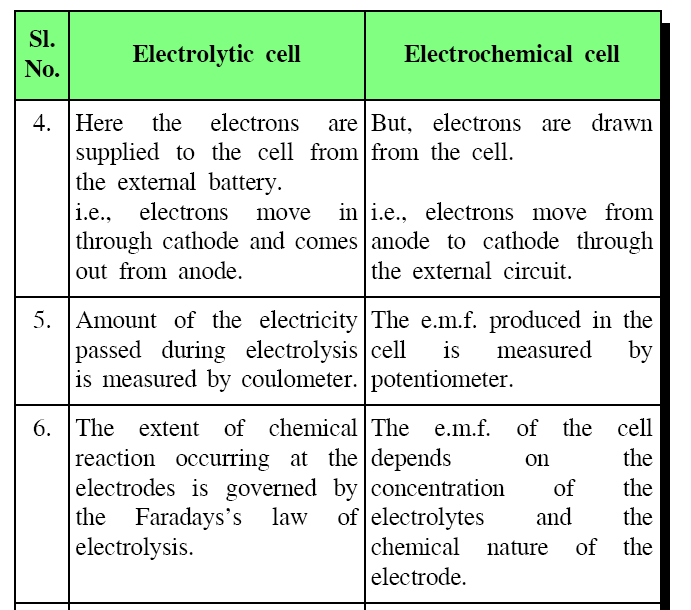 Sl.
No.
Electrolytic cell
Electrochemical cell
4.
Here the electrons are
supplied to the cell from
the external battery.
i.e., electrons move in
through cathode and comes
out from anode.
But, electrons are drawn
from the cell.
i.e., electrons move from
anode to cathode through
the external circuit.
5.
Amount of the electricity
passed during electrolysis
is measured by coulometer.
The e.m.f. produced in the
cell is measured by
potentiometer.
6.
The extent of chemical
reaction occurring at the
electrodes is governed by
the Faradays's law of
electrolysis.
The e.m.f. of the cell
depends on the
concentration of the
electrolytes and the
chemical nature of the
electrode.